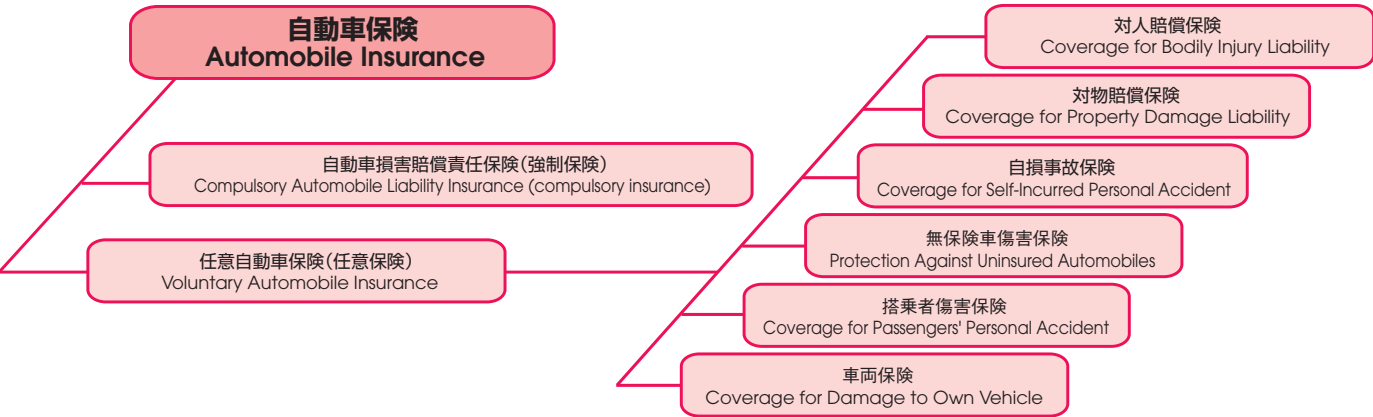 自動車保険
Automobile Insurance
自動車損害賠償責任保険(強制保険)
Compulsory Automobile Liability Insurance (compulsory insurance)
任意自動車保険(任意保険)
Voluntary Automobile Insurance
対人賠償保険
Coverage for Bodily Injury Liability
対物賠償保険
Coverage for Property Damage Liability
自損事故保険
Coverage for Self-Incurred Personal Accident
無保険車傷害保険
Protection Against Uninsured Automobiles
搭乗者傷害保険
Coverage for Passengers' Personal Accident
車両保険
Coverage for Damage to Own Vehicle